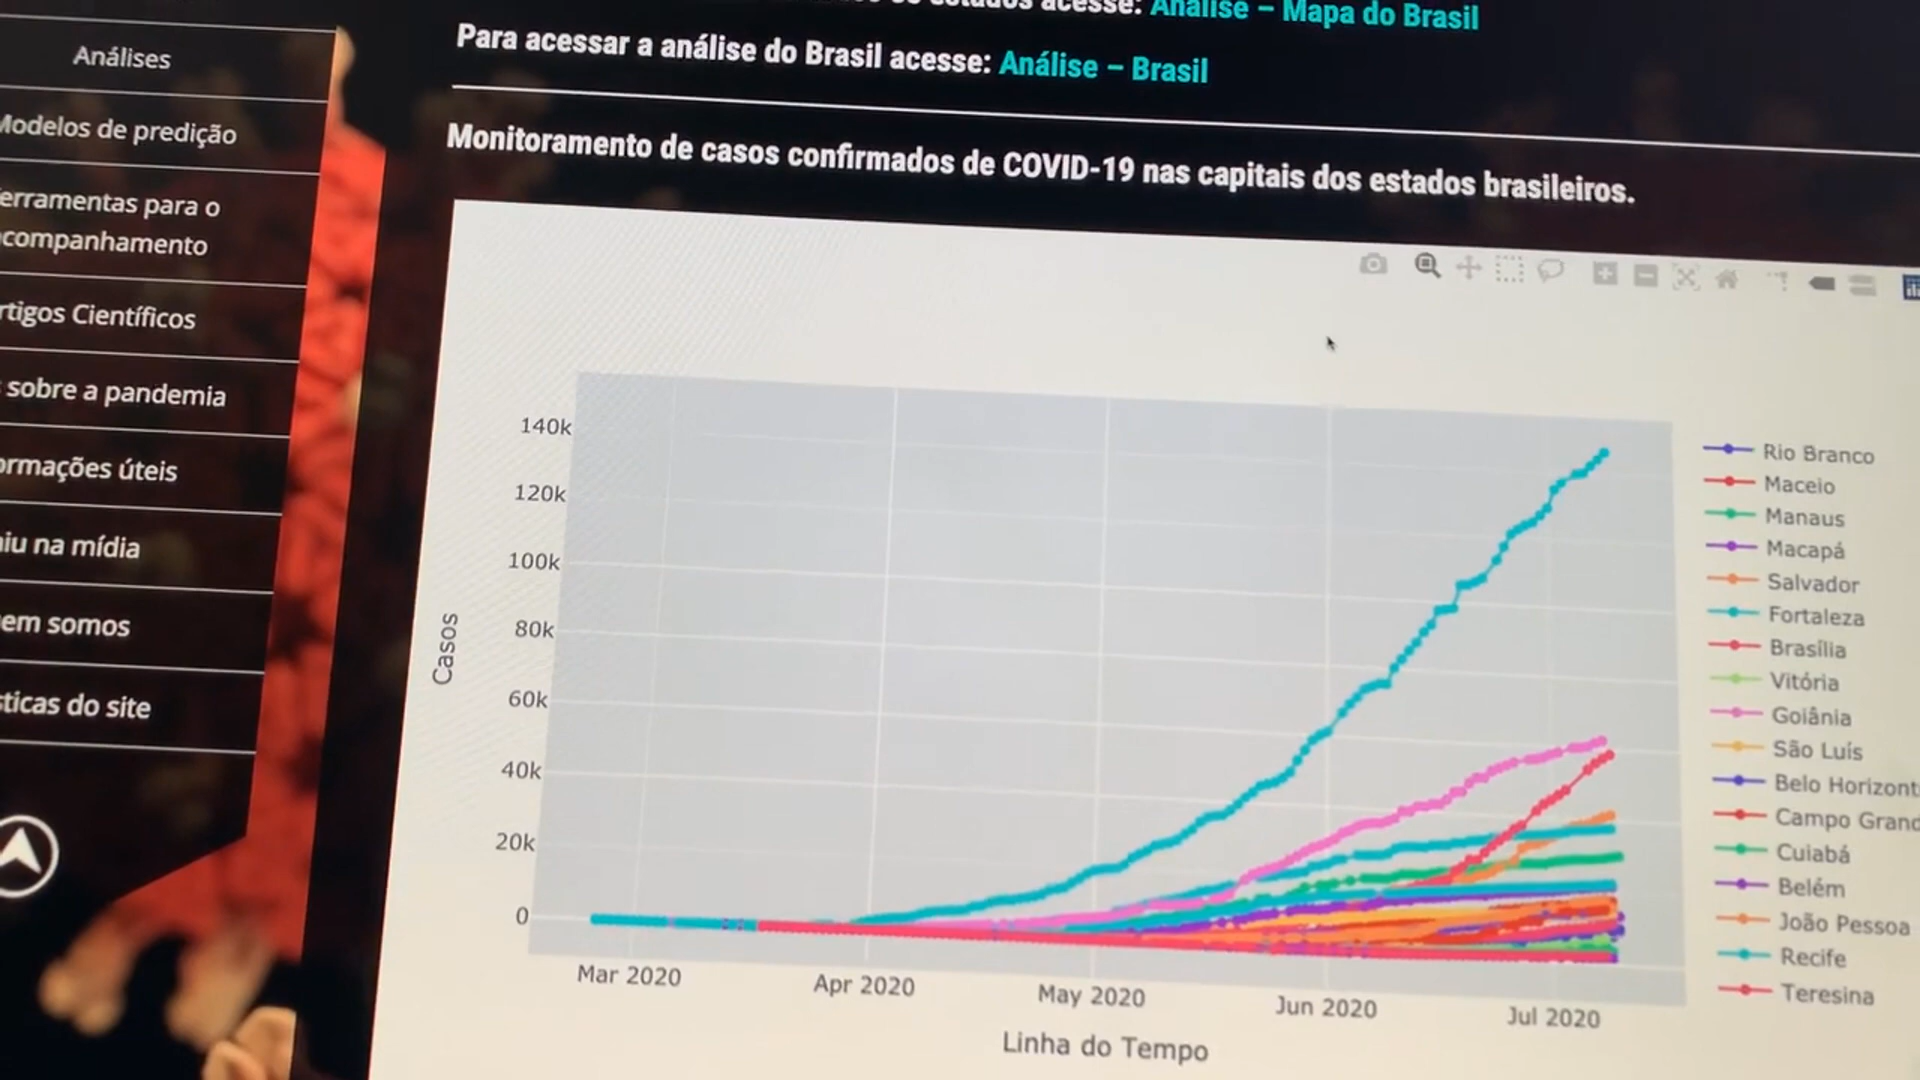 acesse: Análise – Mapa do Brasil
Para acessar a análise do Brasil acesse: Análise – Brasil
Monitoramento de casos confirmados de COVID-19 nas capitais dos estados brasileiros.
Análises
Modelos de predição
erramentas para o
companhamento
rtigos Científicos
sobre a pandemia
ormações úteis
iu na mídia
em somos
ticas do site
140k
120k
100k
80k
60k
40k
20k
0
Casos
Mar 2020
Apr 2020
May 2020
Jun 2020
Jul 2020
Linha do Tempo
Rio Branco
Maceio
Manaus
Macapá
Salvador
Fortaleza
Brasília
Vitória
Goiânia
São Luís
Belo Horizont
Campo Grand
Cuiabá
Belém
João Pessoa
Recife
Teresina